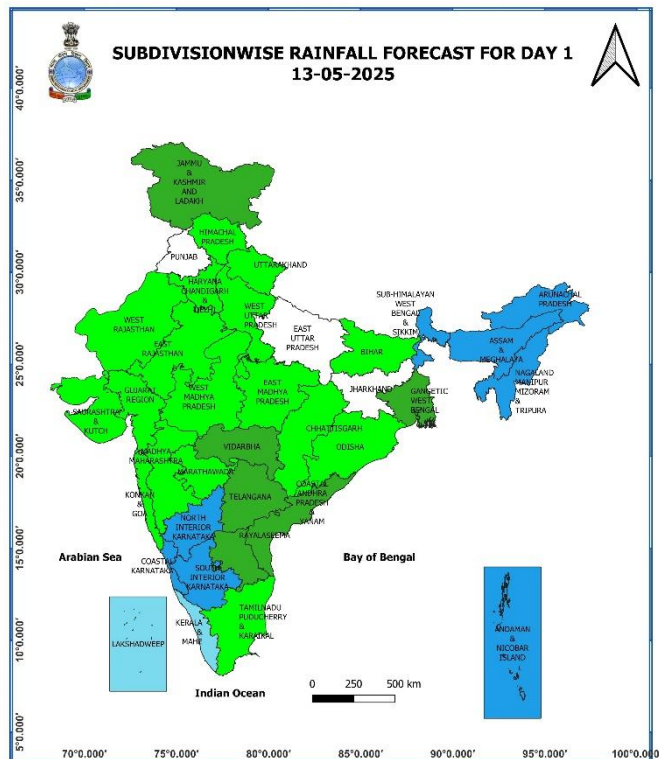 SUBDIVISIONWISE RAINFALL FORECAST FOR DAY 1
13-05-2025
40°0.000'
35°0.000'
30°0.000'
25°0.000'
20°0.000'
15°0.000'
10°0.000'
5°0.000'
JAMMU
&
KASHMIR
AND
LADAKH
HIMACHAL
PRADESH
PUNJAB
UTTARAKHAND
HARYANA
CHANDIGARH
&
DELHI
WEST
UTTAR
PRADESH
EAST
UTTAR
PRADESH
WEST
RAJASTHAN
EAST
RAJASTHAN
SUB-HIMALAYAN
WEST
BENGAL
&
SIKKIM
ARUNACHAL
PRADESH
ASSAM
&
MEGHALAYA
NAGALAND
MANIPUR
MIZORAM
&
TRIPURA
BIHAR
JHARKHAND
GANGETIC
WEST
BENGAL
GUJARAT
REGION
SAURASHTRA
&
KUTCH
WEST
MADHYA
PRADESH
EAST
MADHYA
PRADESH
CHHATTISGARH
ODISHA
VIDARBHA
MADHYA
MAHARASHTRA
MARATHAWADA
KONKAN
&
GOA
TELANGANA
COASTAL
ANDHRA
PRADESH
&
YANAM
RAYALASEEMA
NORTH
INTERIOR
KARNATAKA
COASTAL
KARNATAKA
SOUTH
INTERIOR
KARNATAKA
Arabian Sea
Bay of Bengal
TAMILNADU
PUDUCHERRY
&
KARAIKAL
KERALA
&
MAHE
LAKSHADWEEP
ANDAMAN
&
NICOBAR
ISLAND
Indian Ocean
0 250 500 km
70°0.000' 75°0.000' 80°0.000' 85°0.000' 90°0.000' 95°0.000' 100°0.000'